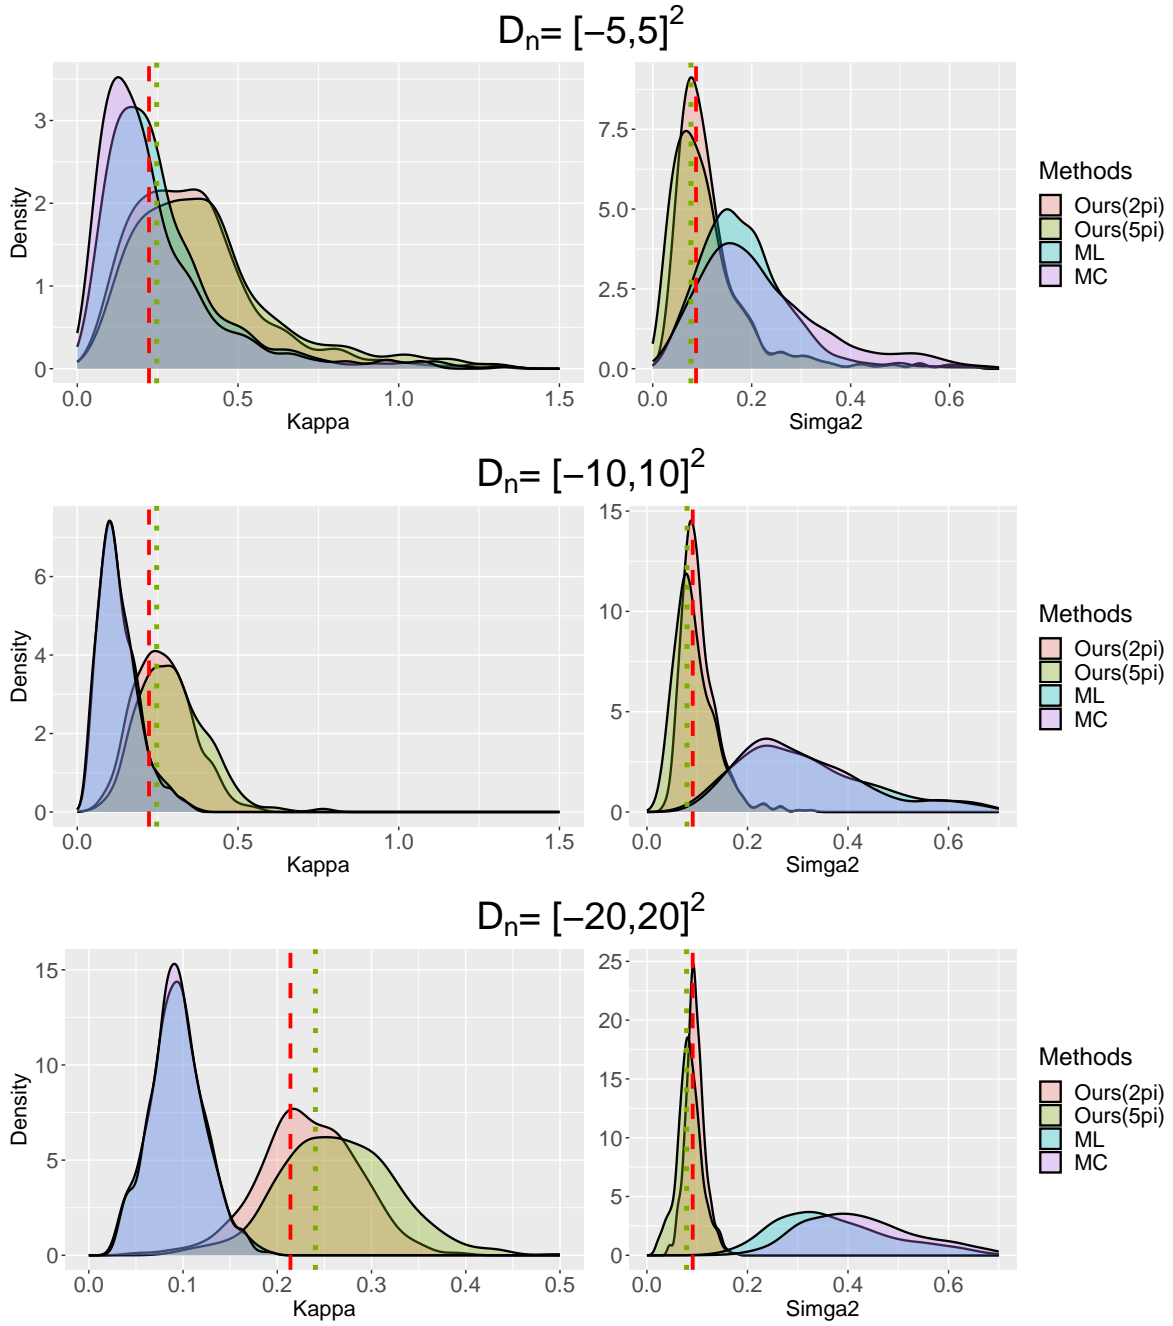 Dn= [−5,5]2
3
2
1
0
Density
0.0 0.5 1.0 1.5
Kappa
7.5
5.0
2.5
0.0
0.0 0.2 0.4 0.6
Simga2
Methods
Ours(2pi)
Ours(5pi)
ML
MC
Dn= [−10,10]2
6
4
2
0
Density
0.0 0.5 1.0 1.5
Kappa
15
10
5
0
0.0 0.2 0.4 0.6
Simga2
Methods
Ours(2pi)
Ours(5pi)
ML
MC
Dn= [−20,20]2
15
10
5
0
Density
0.0 0.1 0.2 0.3 0.4 0.5
Kappa
25
20
15
10
5
0
0.0 0.2 0.4 0.6
Simga2
Methods
Ours(2pi)
Ours(5pi)
ML
MC